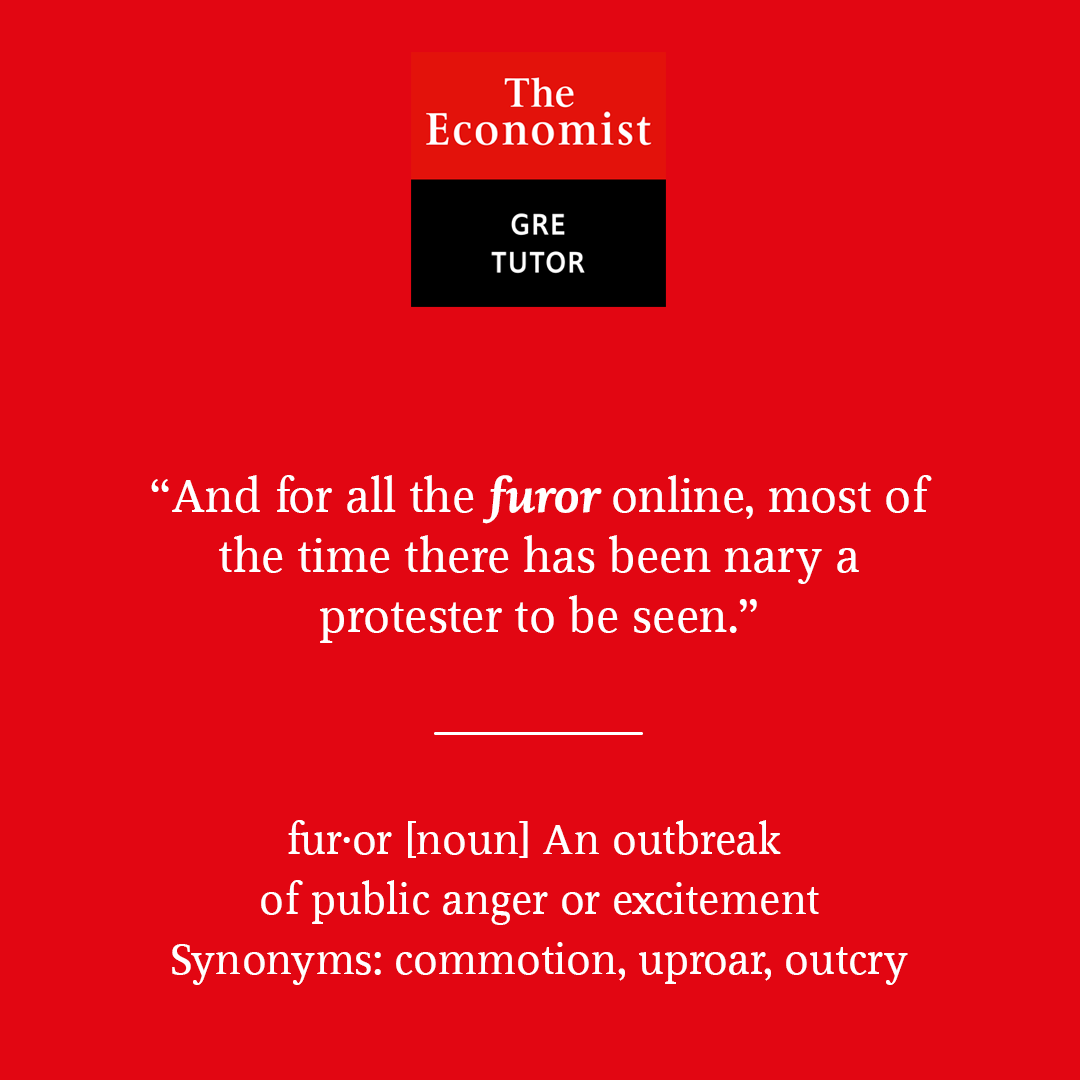 The
Economist
GRE
TUTOR
“And for all the furor online, most of
the time there has been nary a
protester to be seen.”
fur·or [noun] An outbreak
of public anger or excitement
Synonyms: commotion, uproar, outcry